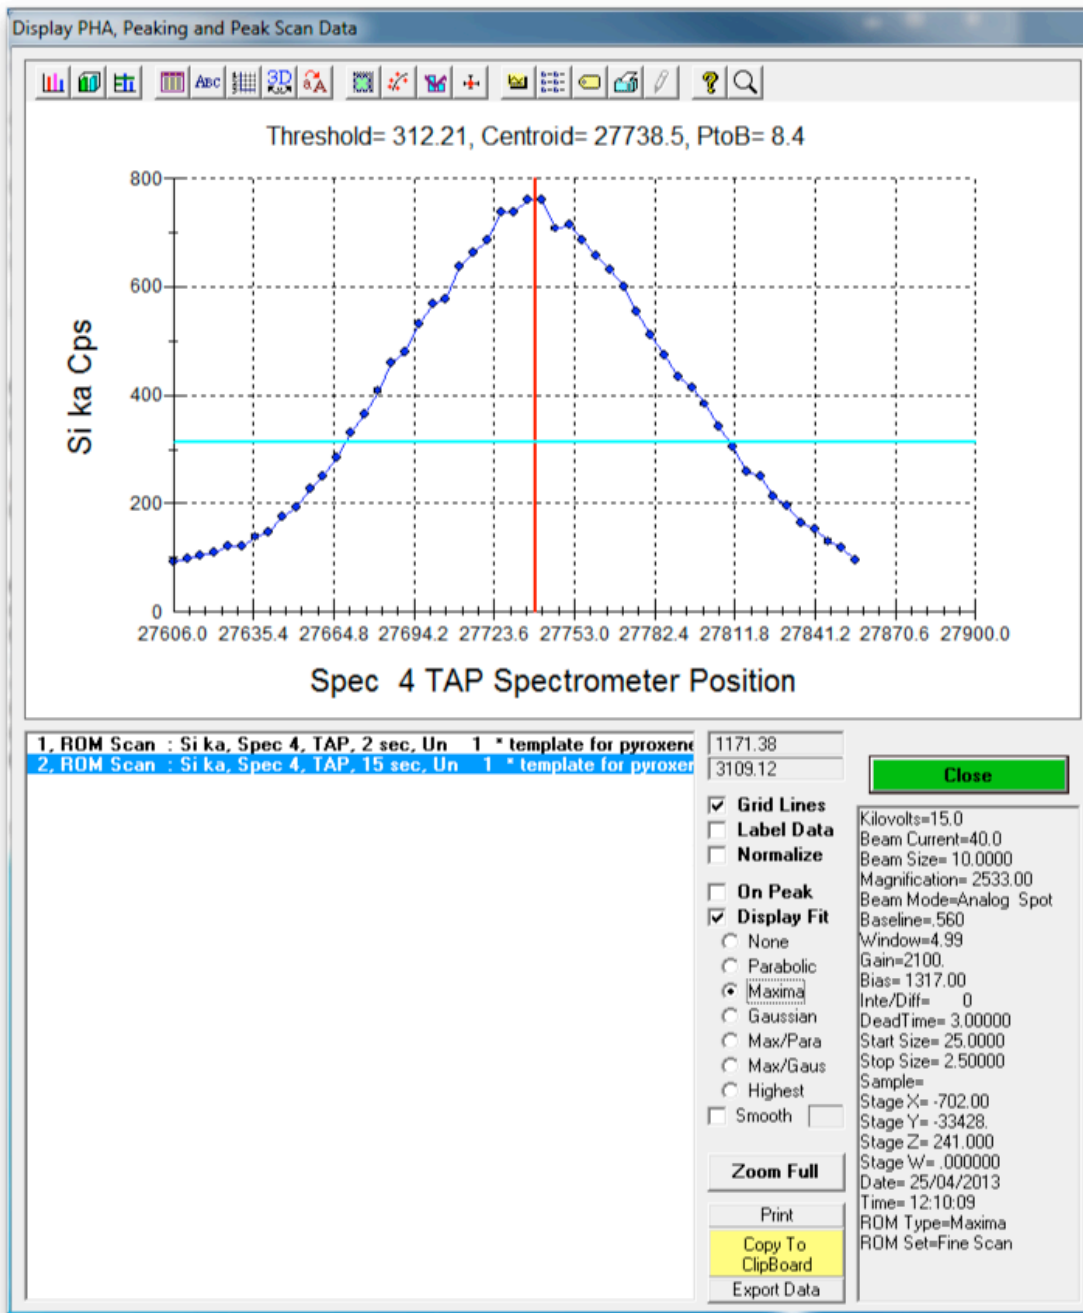 Display PHA, Peaking and Peak Scan Data
ABC
3D
aA
?
Threshold= 312.21, Centroid= 27738.5, PtoB= 8.4
800
600
400
200
0
Si ka Cps
27606.0 27635.4 27664.8 27694.2 27723.6 27753.0 27782.4 27811.8 27841.2 27870.6 27900.0
Spec 4 TAP Spectrometer Position
1, ROM Scan : Si ka, Spec 4, TAP, 2 sec, Un 1 * template for pyroxene
2, ROM Scan : Si ka, Spec 4, TAP, 15 sec, Un 1 * template for pyroxer
1171.38
3109.12
Grid Lines
Label Data
Normalize
On Peak
Display Fit
None
Parabolic
Maxima
Gaussian
Max/Para
Max/Gaus
Highest
Smooth
Zoom Full
Print
Copy To
ClipBoard
Export Data
Close
Kilovolts=15.0
Beam Current=40.0
Beam Size= 10.0000
Magnification= 2533.00
Beam Mode=Analog Spot
Baseline=.560
Window=4.99
Gain=2100.
Bias= 1317.00
Inte/Diff= 0
DeadTime= 3.00000
Start Size= 25.0000
Stop Size= 2.50000
Sample=
Stage X= -702.00
Stage Y= -33428.
Stage Z= 241.000
Stage W= .000000
Date= 25/04/2013
Time= 12:10:09
ROM Type=Maxima
ROM Set=Fine Scan